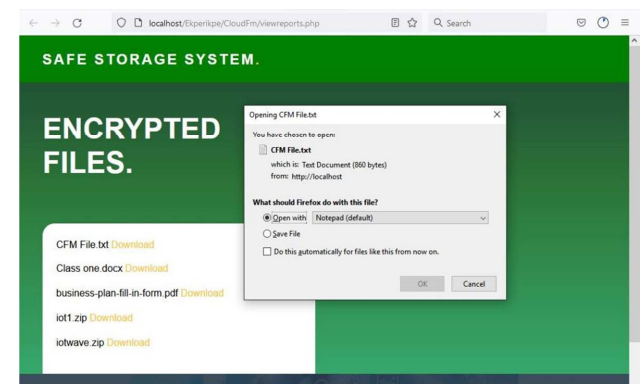 localhost/Ekperikpe/CloudFm/viewreports.php
Search
SAFE STORAGE SYSTEM.
ENCRYPTED
FILES.
CFM File.txt Download
Class one.docx Download
business-plan-fill-in-form.pdf Download
iot1.zip Download
iotwave.zip Download
Opening CFM File.txt
You have chosen to open:
CFM File.txt
which is: Text Document (860 bytes)
from: http://localhost
What should Firefox do with this file?
Open with Notepad (default)
Save File
Do this automatically for files like this from now on.
OK Cancel